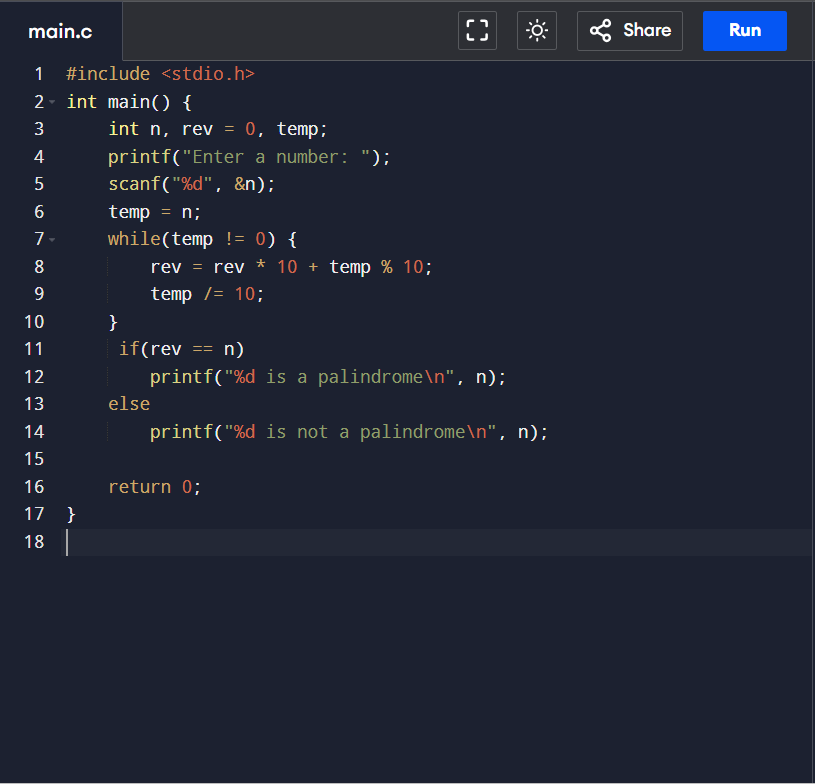 main.c Share Run
1 #include <stdio.h>
2 int main() {
3     int n, rev = 0, temp;
4     printf("Enter a number: ");
5     scanf("%d", &n);
6     temp = n;
7     while(temp != 0) {
8         rev = rev * 10 + temp % 10;
9         temp /= 10;
10     }
11      if(rev == n)
12         printf("%d is a palindrome\n", n);
13     else
14         printf("%d is not a palindrome\n", n);
15
16     return 0;
17 }
18